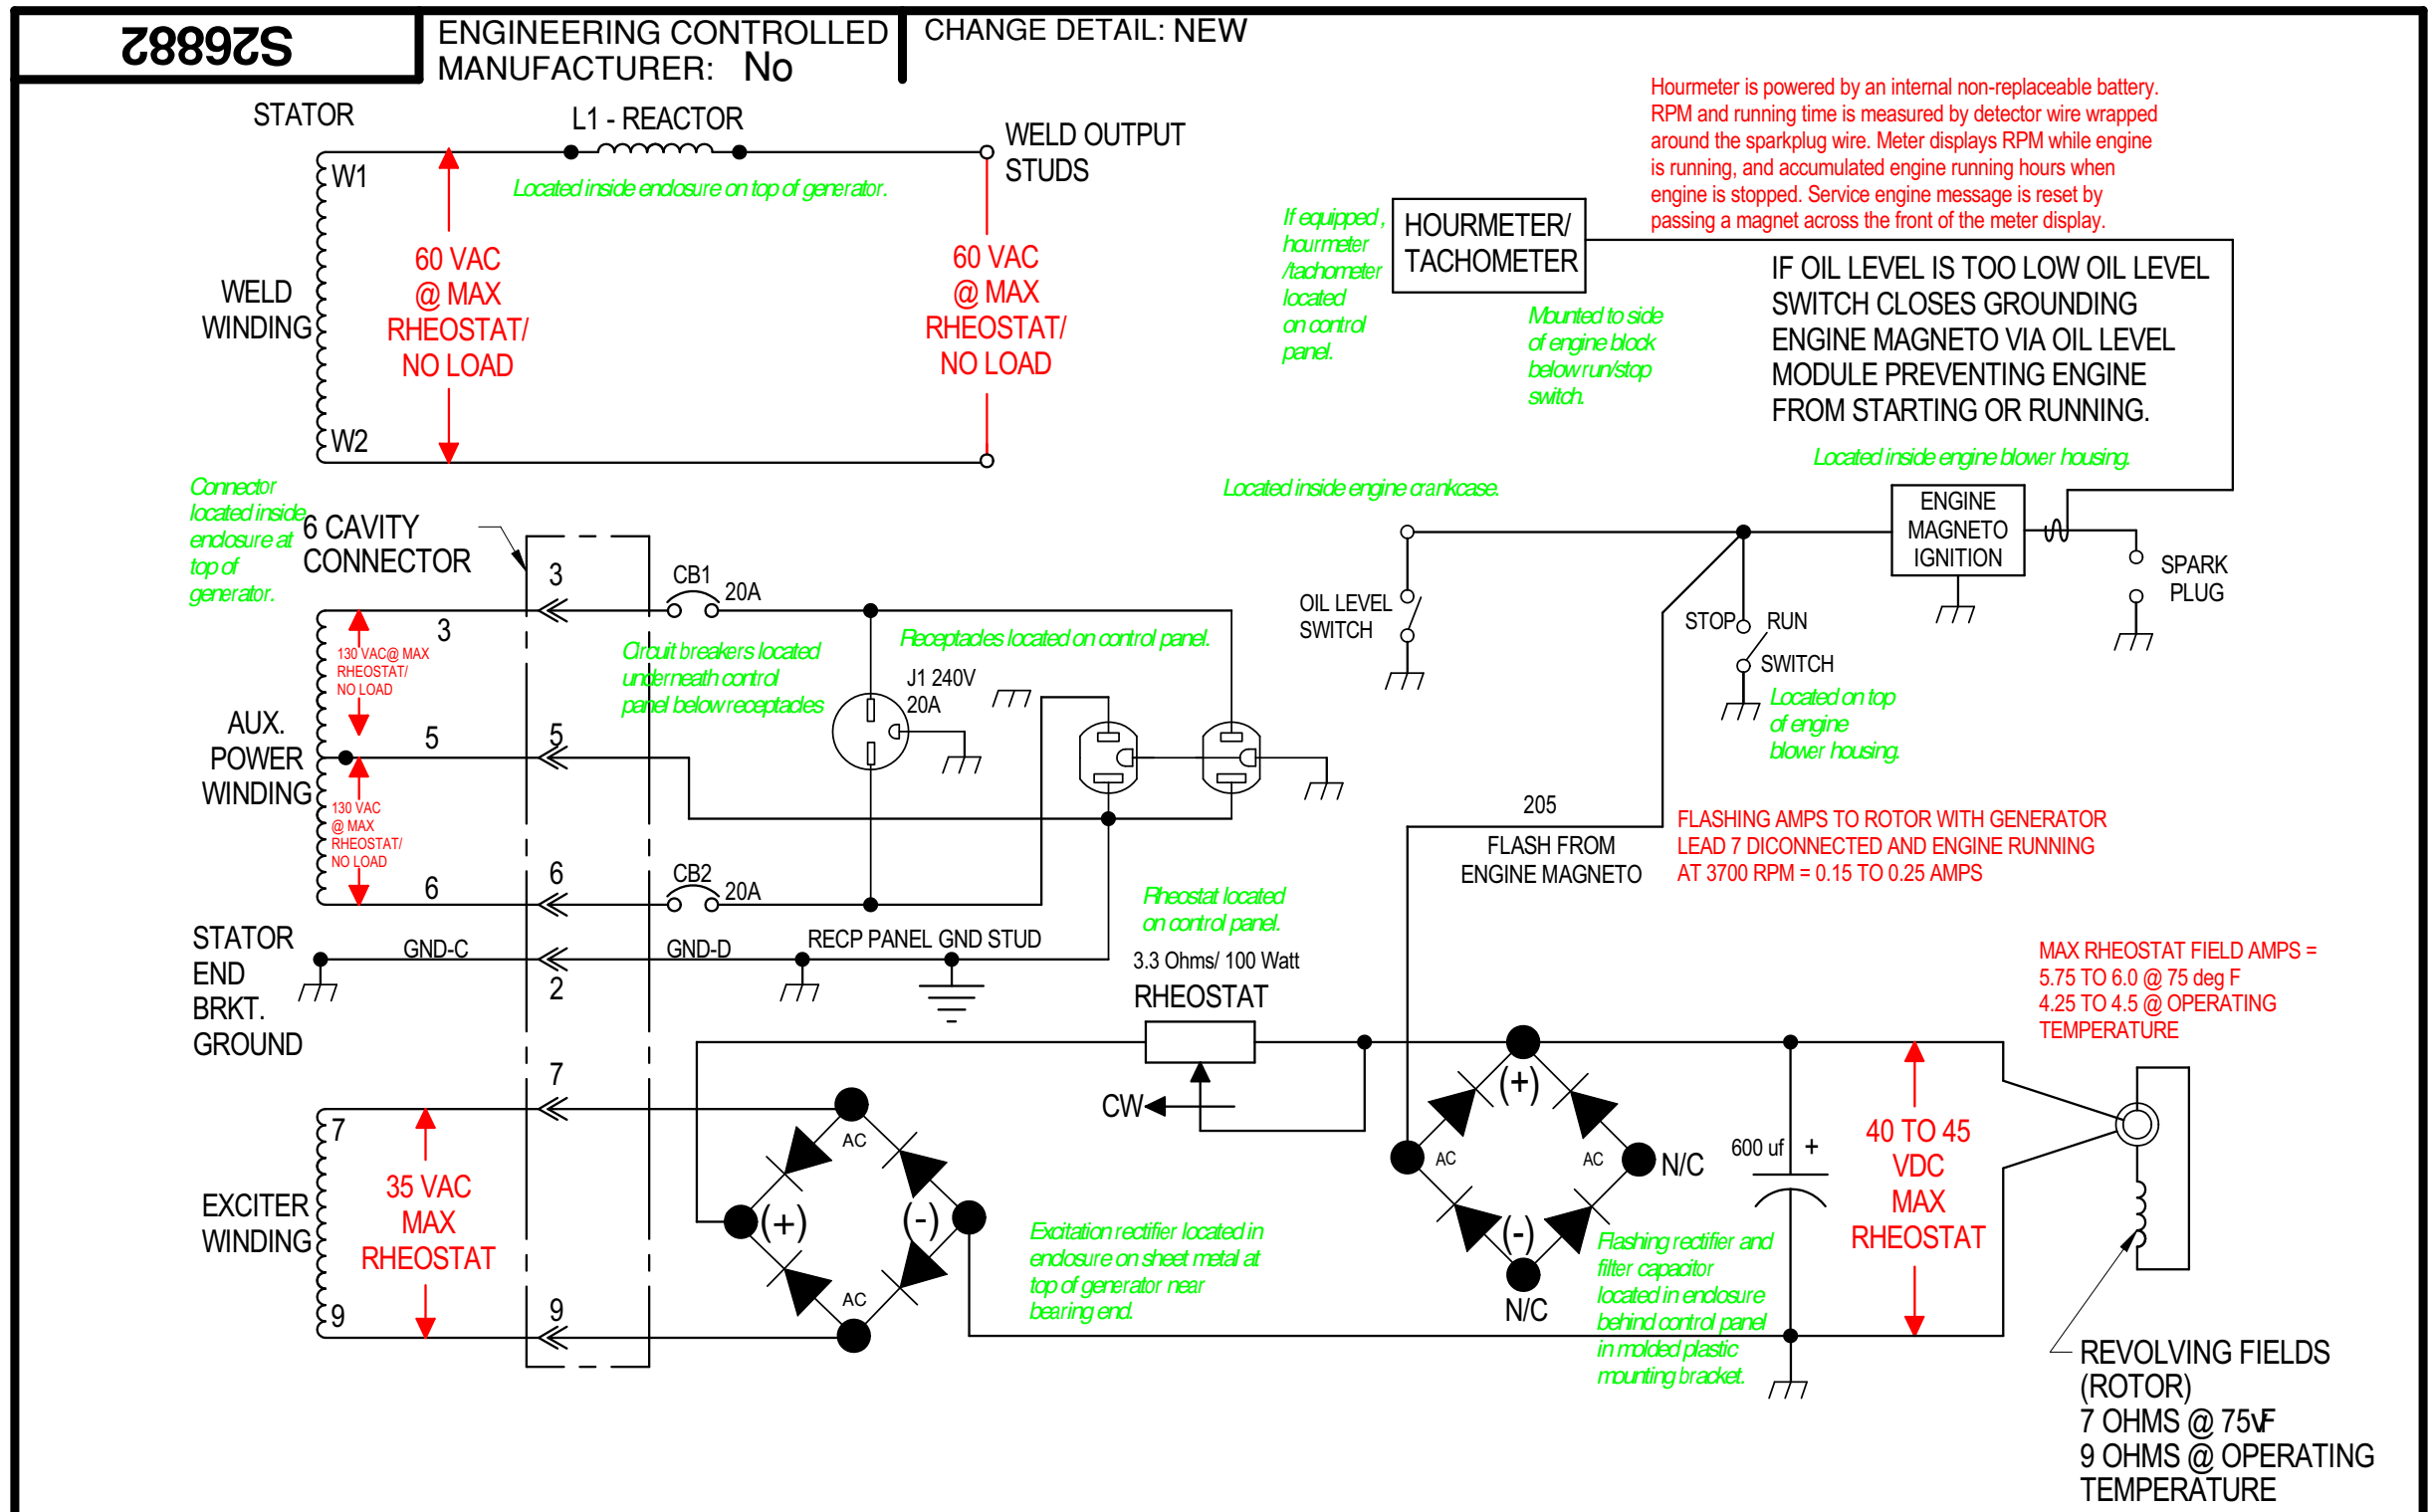 S26882
ENGINEERING CONTROLLED
MANUFACTURER: No
CHANGE DETAIL: NEW
STATOR
L1 - REACTOR
WELD OUTPUT
STUDS
W1
Located inside enclosure on top of generator.
60 VAC
@ MAX
RHEOSTAT/
NO LOAD
60 VAC
@ MAX
RHEOSTAT/
NO LOAD
WELD
WINDING
W2
Hourmeter is powered by an internal non-replaceable battery.
RPM and running time is measured by detector wire wrapped
around the sparkplug wire. Meter displays RPM while engine
is running, and accumulated engine running hours when
engine is stopped. Service engine message is reset by
passing a magnet across the front of the meter display.
If equipped ,
hourmeter
/tachometer
located
on control
panel.
HOURMETER/
TACHOMETER
Mounted to side
of engine block
below run/stop
switch.
IF OIL LEVEL IS TOO LOW OIL LEVEL
SWITCH CLOSES GROUNDING
ENGINE MAGNETO VIA OIL LEVEL
MODULE PREVENTING ENGINE
FROM STARTING OR RUNNING.
Located inside engine blower housing.
Located inside engine crankcase.
ENGINE
MAGNETO
IGNITION
SPARK
PLUG
OIL LEVEL
SWITCH
STOP
RUN
SWITCH
Located on top
of engine
blower housing.
Connector
located inside
enclosure at
top of
generator.
6 CAVITY
CONNECTOR
3
CB1
20A
3
130 VAC@ MAX
RHEOSTAT/
NO LOAD
Circuit breakers located
underneath control
panel below receptacles
Receptacles located on control panel.
J1 240V
20A
AUX.
POWER
WINDING
5
5
130 VAC
@ MAX
RHEOSTAT/
NO LOAD
6
6
CB2
20A
205
FLASH FROM
ENGINE MAGNETO
FLASHING AMPS TO ROTOR WITH GENERATOR
LEAD 7 DICONNECTED AND ENGINE RUNNING
AT 3700 RPM = 0.15 TO 0.25 AMPS
STATOR
END
BRKT.
GROUND
GND-C
GND-D
RECP PANEL GND STUD
2
Rheostat located
on control panel.
3.3 Ohms/ 100 Watt
RHEOSTAT
CW
MAX RHEOSTAT FIELD AMPS =
5.75 TO 6.0 @ 75 deg F
4.25 TO 4.5 @ OPERATING
TEMPERATURE
7
7
EXCITER
WINDING
35 VAC
MAX
RHEOSTAT
9
9
AC
(+)
(-)
AC
Excitation rectifier located in
enclosure on sheet metal at
top of generator near
bearing end.
(+)
AC
AC
N/C
(-)
N/C
Flashing rectifier and
filter capacitor
located in enclosure
behind control panel
in molded plastic
mounting bracket.
600 uf +
40 TO 45
VDC
MAX
RHEOSTAT
REVOLVING FIELDS
(ROTOR)
7 OHMS @ 75vF
9 OHMS @ OPERATING
TEMPERATURE